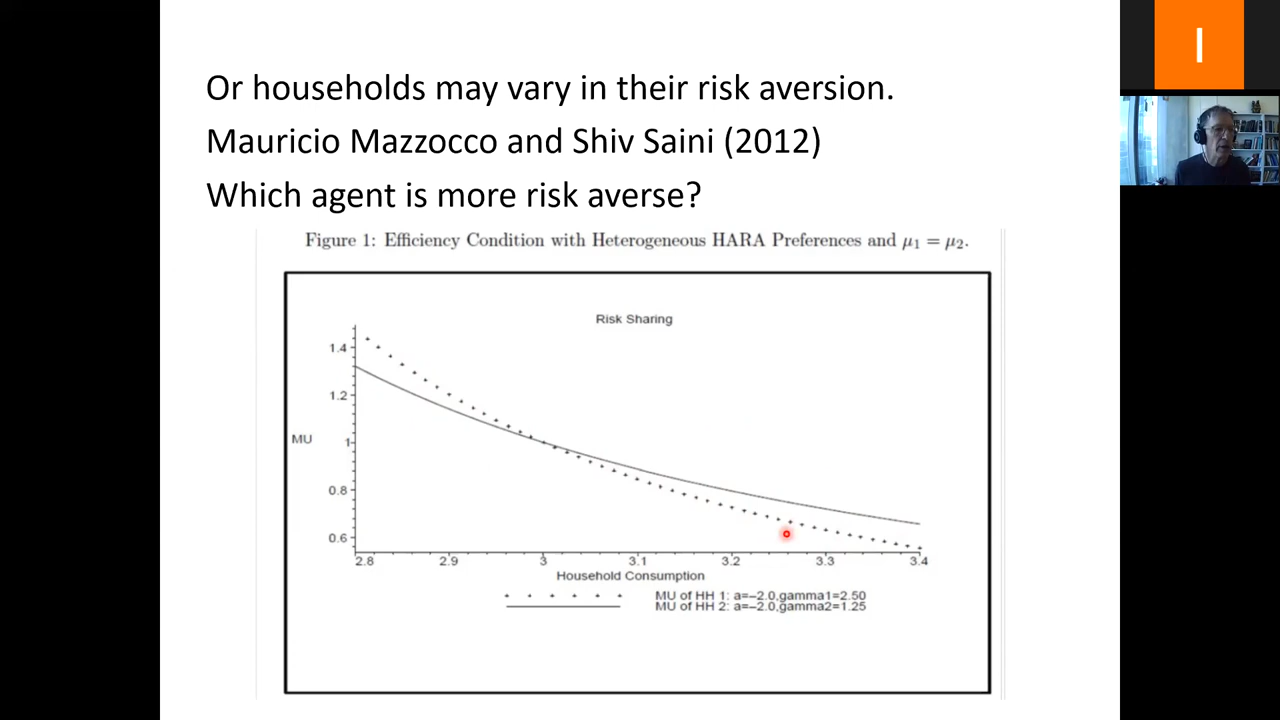 Or households may vary in their risk aversion.
Mauricio Mazzocco and Shiv Saini (2012)
Which agent is more risk averse?
Figure 1: Efficiency Condition with Heterogeneous HARA Preferences and μ₁ = μ₂.
Risk Sharing
1.4
1.2
MU 1
0.8
0.6
2.8 2.9 3 3.1 3.2 3.3 3.4
Household Consumption
MU of HH 1: a=−2.0,gamma1=2.50
MU of HH 2: a=−2.0,gamma2=1.25
I